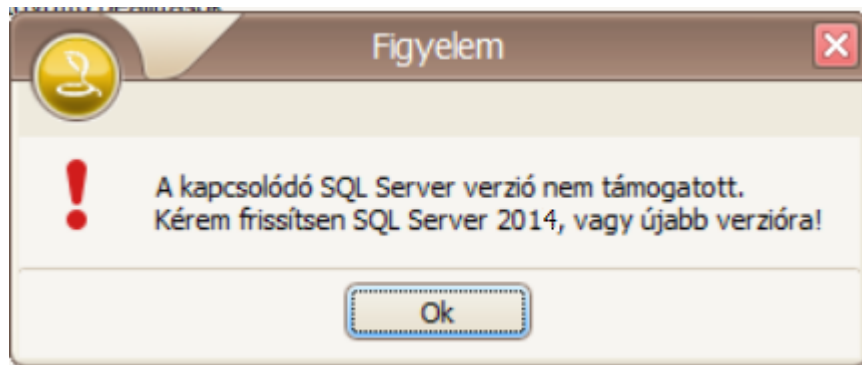 Figyelem
A kapcsolódó SQL Server verzió nem támogatott.
Kérem frissítsen SQL Server 2014, vagy újabb verzióra!
Ok